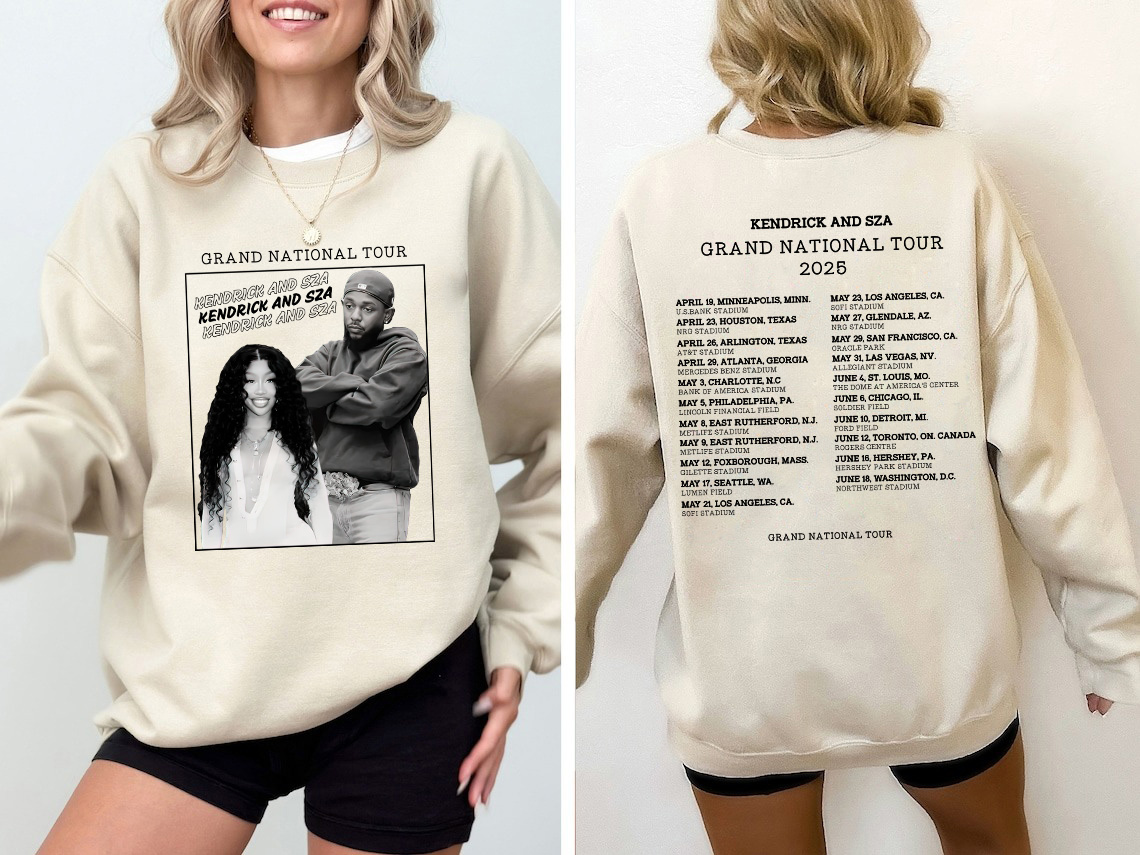 GRAND NATIONAL TOUR
KENDRICK AND SZA
KENDRICK AND SZA
KENDRICK AND SZA
KENDRICK AND SZA
GRAND NATIONAL TOUR
2025
APRIL 19, MINNEAPOLIS, MINN.
U.S.BANK STADIUM
APRIL 23, HOUSTON, TEXAS
NRG STADIUM
APRIL 26, ARLINGTON, TEXAS
AT&T STADIUM
APRIL 29, ATLANTA, GEORGIA
MERCEDES BENZ STADIUM
MAY 3, CHARLOTTE, N.C
BANK OF AMERICA STADIUM
MAY 5, PHILADELPHIA, PA.
LINCOLN FINANCIAL FIELD
MAY 8, EAST RUTHERFORD, N.J.
METLIFE STADIUM
MAY 9, EAST RUTHERFORD, N.J.
METLIFE STADIUM
MAY 12, FOXBOROUGH, MASS.
GILETTE STADIUM
MAY 17, SEATTLE, WA.
LUMEN FIELD
MAY 21, LOS ANGELES, CA.
SOFI STADIUM
MAY 23, LOS ANGELES, CA.
SOFI STADIUM
MAY 27, GLENDALE, AZ.
NRG STADIUM
MAY 29, SAN FRANCISCO, CA.
ORACLE PARK
MAY 31, LAS VEGAS, NV.
ALLEGIANT STADIUM
JUNE 4, ST. LOUIS, MO.
THE DOME AT AMERICA'S CENTER
JUNE 6, CHICAGO, IL.
SOLDIER FIELD
JUNE 10, DETROIT, MI.
FORD FIELD
JUNE 12, TORONTO, ON. CANADA
ROGERS CENTRE
JUNE 16, HERSHEY, PA.
HERSHEY PARK STADIUM
JUNE 18, WASHINGTON, D.C.
NORTHWEST STADIUM
GRAND NATIONAL TOUR